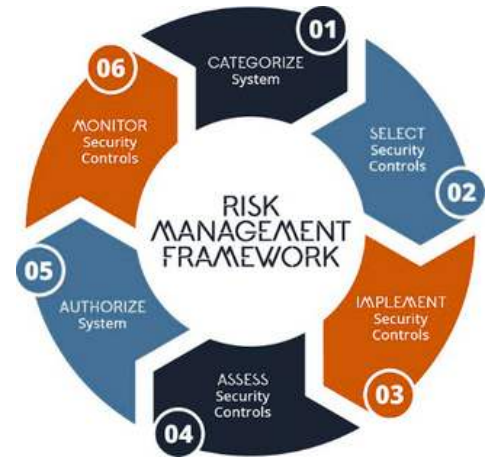 01
CATEGORIZE
System
02
SELECT
Security
Controls
03
IMPLEMENT
Security
Controls
04
ASSESS
Security
Controls
05
AUTHORIZE
System
06
MONITOR
Security
Controls
RISK
MANAGEMENT
FRAMEWORK